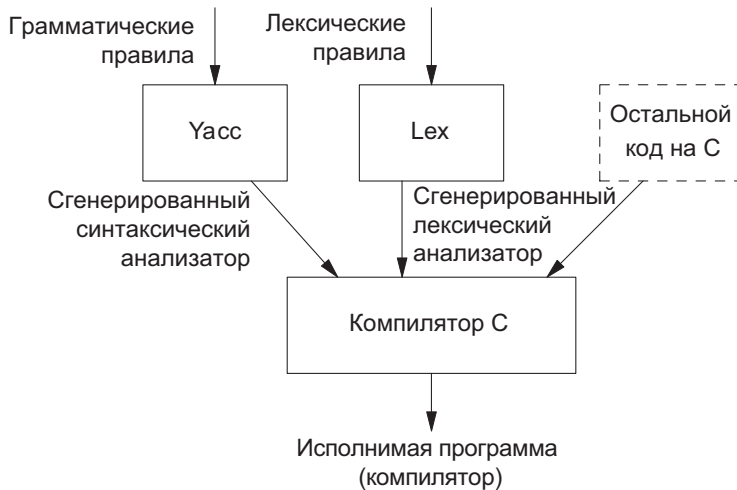 Грамматические
правила
Лексические
правила
Yacc
Lex
Остальной
код на C
Сгенерированный
синтаксический
анализатор
Сгенерированный
лексический
анализатор
Компилятор C
Исполнимая программа
(компилятор)